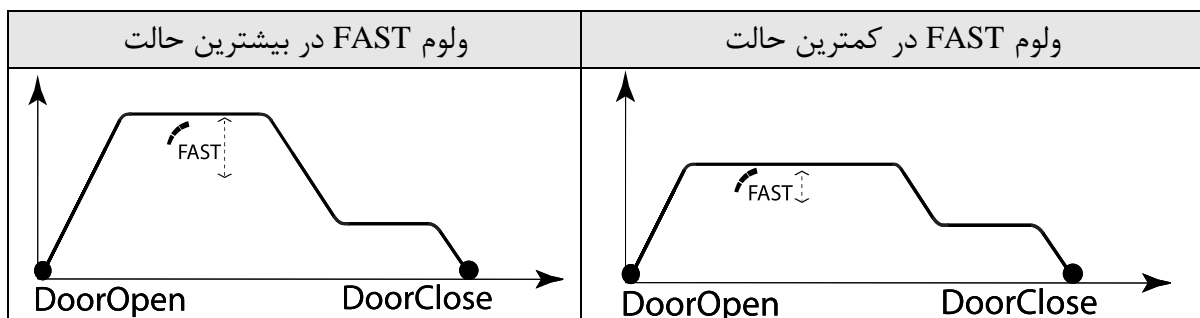 ولوم FAST در بیشترین حالت
ولوم FAST در کمترین حالت
FAST
DoorOpen
DoorClose
FAST
DoorOpen
DoorClose